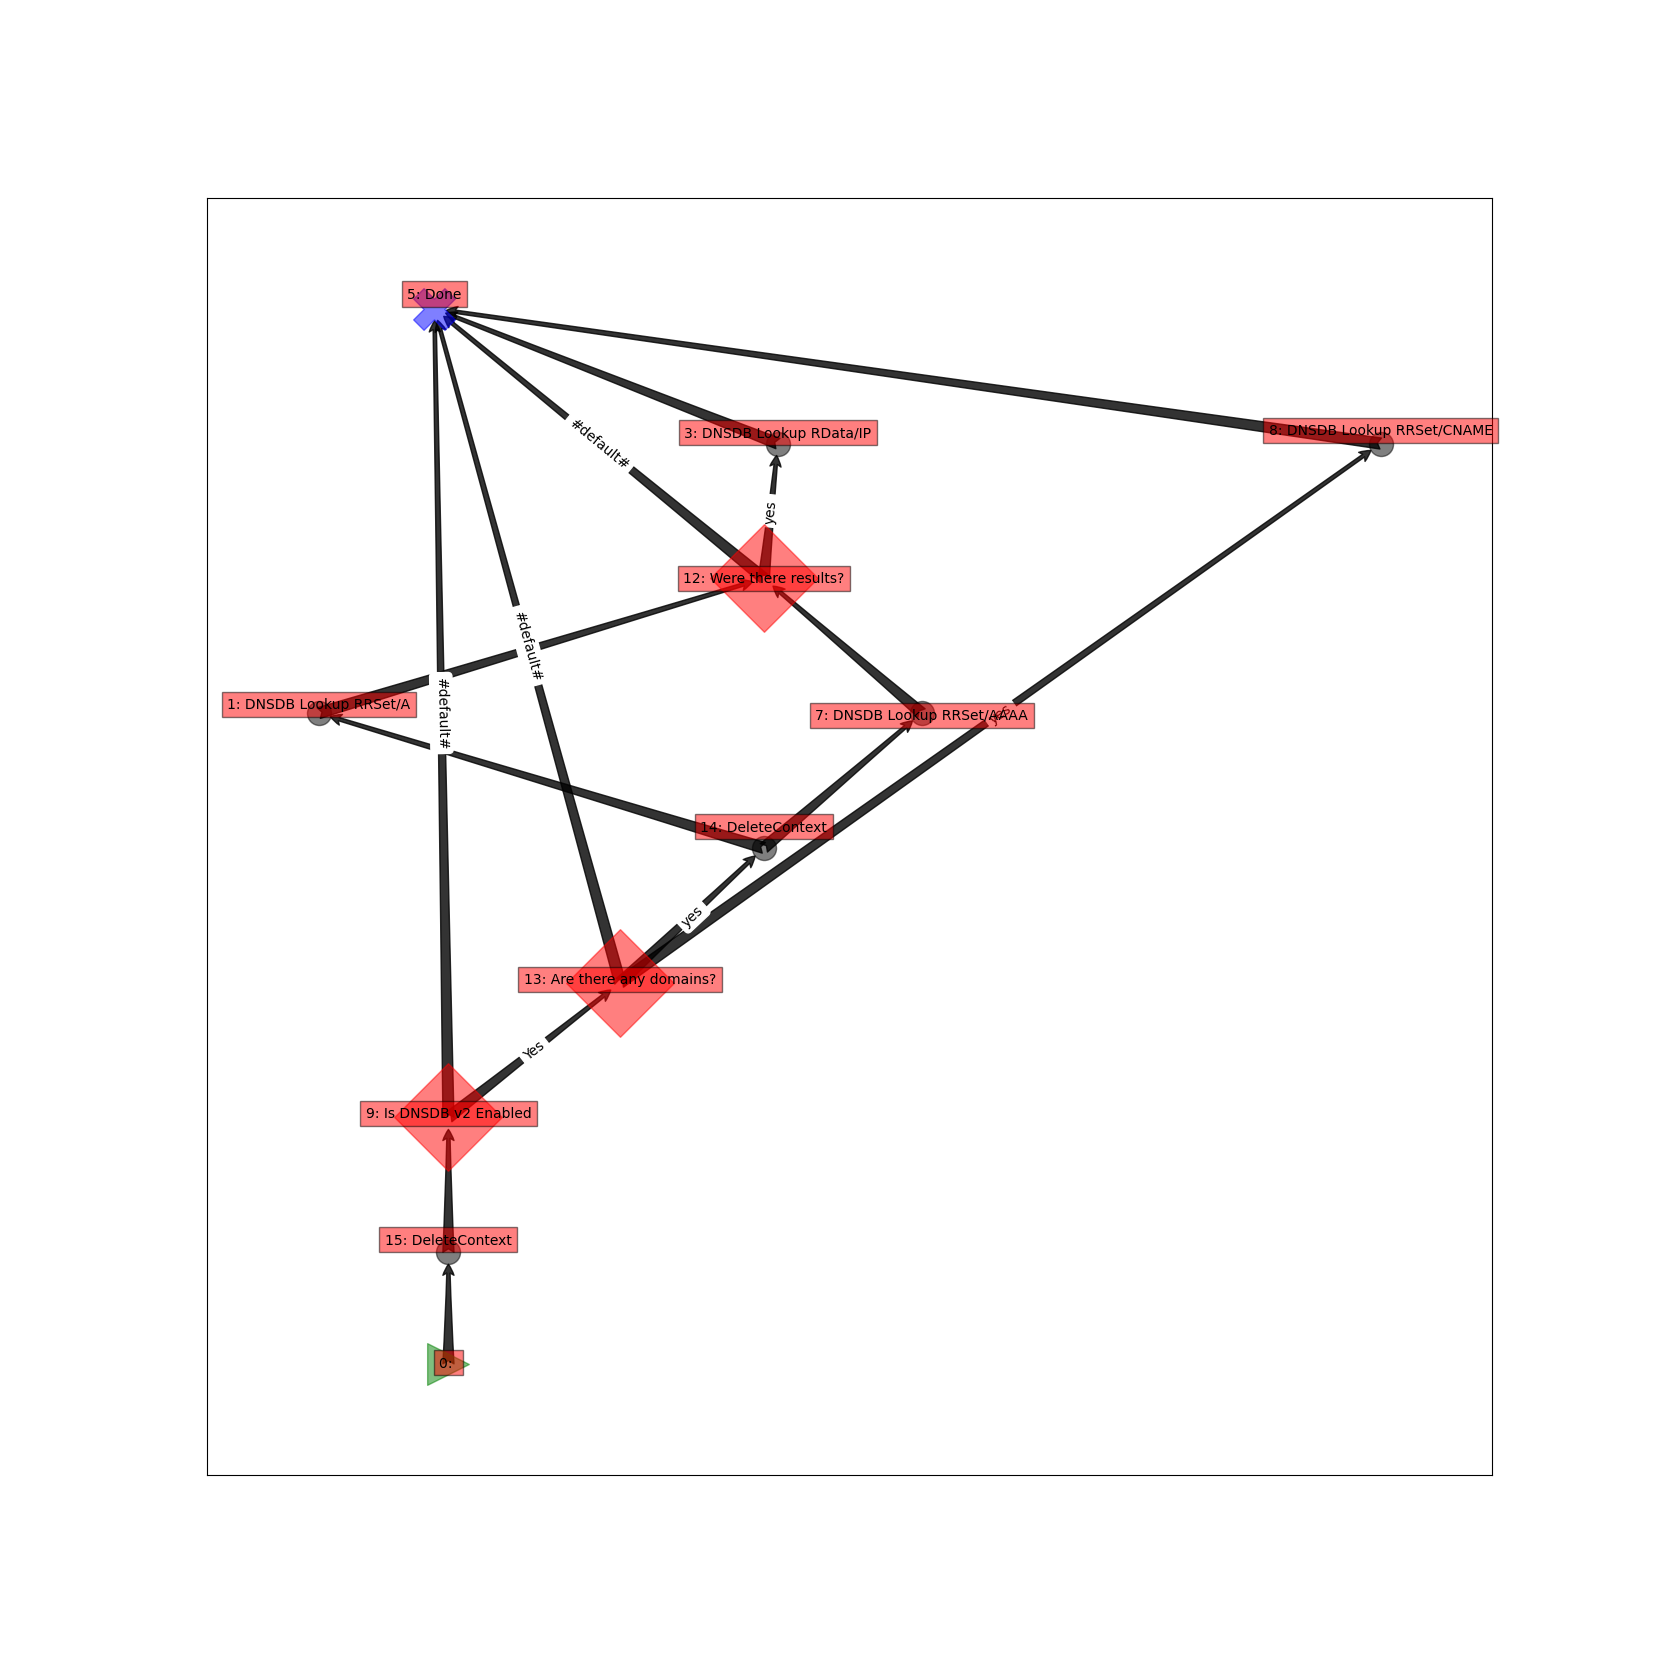 5: Done
3: DNSDB Lookup RData/IP
8: DNSDB Lookup RRSet/CNAME
#default#
yes
12: Were there results?
#default#
1: DNSDB Lookup RRSet/A
#default#
7: DNSDB Lookup RRSet/AAAA
yes
14: DeleteContext
yes
13: Are there any domains?
Yes
9: Is DNSDB v2 Enabled
15: DeleteContext
0: